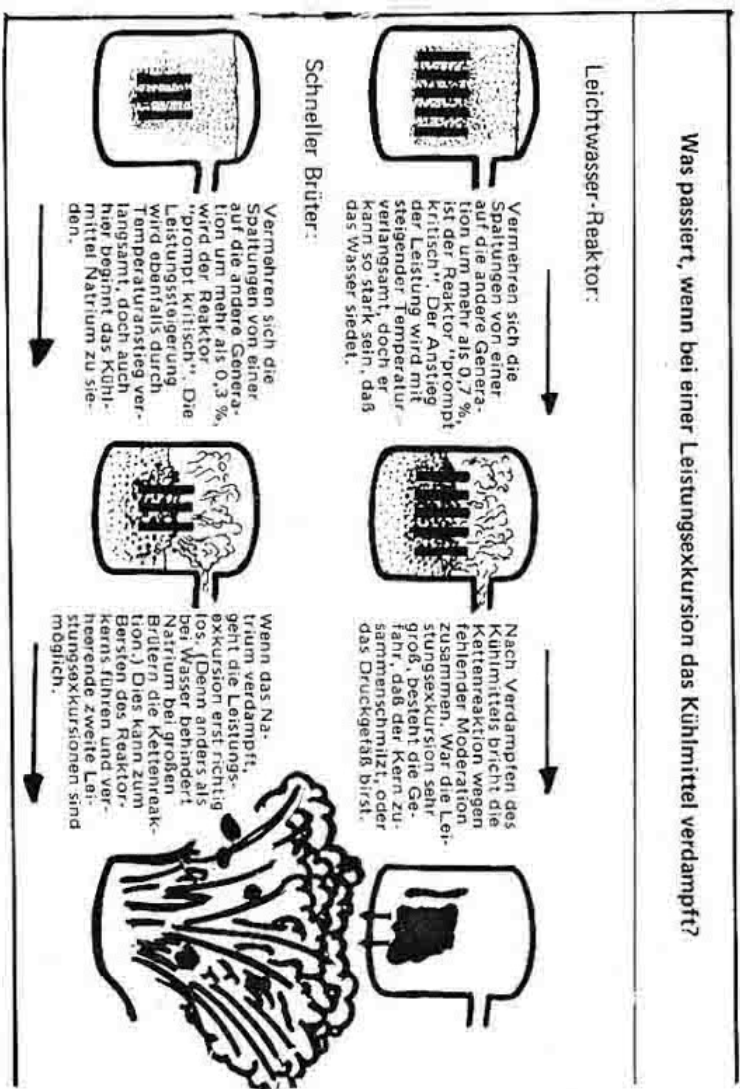 Was passiert, wenn bei einer Leistungsexkursion das Kühlmittel verdampft?
Leichtwasser-Reaktor:
Vermehren sich die
Spaltungen von einer
auf die andere Genera-
tion um mehr als 0,7 %,
ist der Reaktor "prompt
kritisch". Der Anstieg
der Leistung wird mit
steigender Temperatur
verlangsamt, doch er
kann so stark sein, daß
das Wasser siedet.
Nach Verdampfen des
Kühlmittels bricht die
Kettenreaktion wegen
fehlender Moderation
zusammen. War die Lei-
stungsexkursion sehr
groß, besteht die Ge-
fahr, daß der Kern zu-
sammenschmilzt, oder
das Druckgefäß birst.
Schneller Brüter:
Vermehren sich die
Spaltungen von einer
auf die andere Genera-
tion um mehr als 0,3 %,
wird der Reaktor
"prompt kritisch". Die
Leistungssteigerung
wird ebenfalls durch
Temperaturanstieg ver-
langsamt, doch auch
hier beginnt das Kühl-
mittel Natrium zu sie-
den.
Wenn das Na-
trium verdampft,
geht die Leistungs-
exkursion erst richtig
los. (Denn anders als
bei Wasser behindert
Natrium bei großen
Brütern die Kettenreak-
tion.) Dies kann zum
Bersten des Reaktor-
kerns führen und ver-
heerende zweite Lei-
stungsexkursionen sind
möglich.